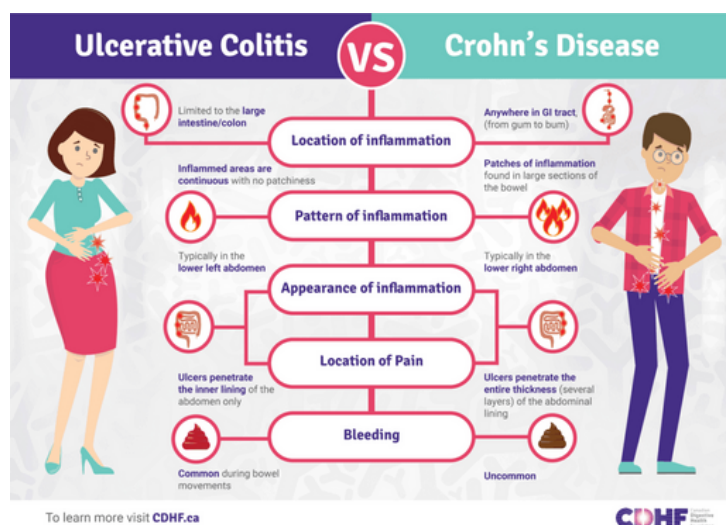 Ulcerative Colitis
VS
Crohn's Disease
Limited to the large
intestine/colon
Location of inflammation
Anywhere in GI tract,
(from gum to bum)
Inflammed areas are
continuous with no patchiness
Pattern of inflammation
Patches of inflammation
found in large sections of
the bowel
Typically in the
lower left abdomen
Appearance of inflammation
Typically in the
lower right abdomen
Location of Pain
Ulcers penetrate
the inner lining of the
abdomen only
Ulcers penetrate the
entire thickness (several
layers) of the abdominal
lining
Bleeding
Common during bowel
movements
Uncommon
To learn more visit CDHF.ca
CDHF